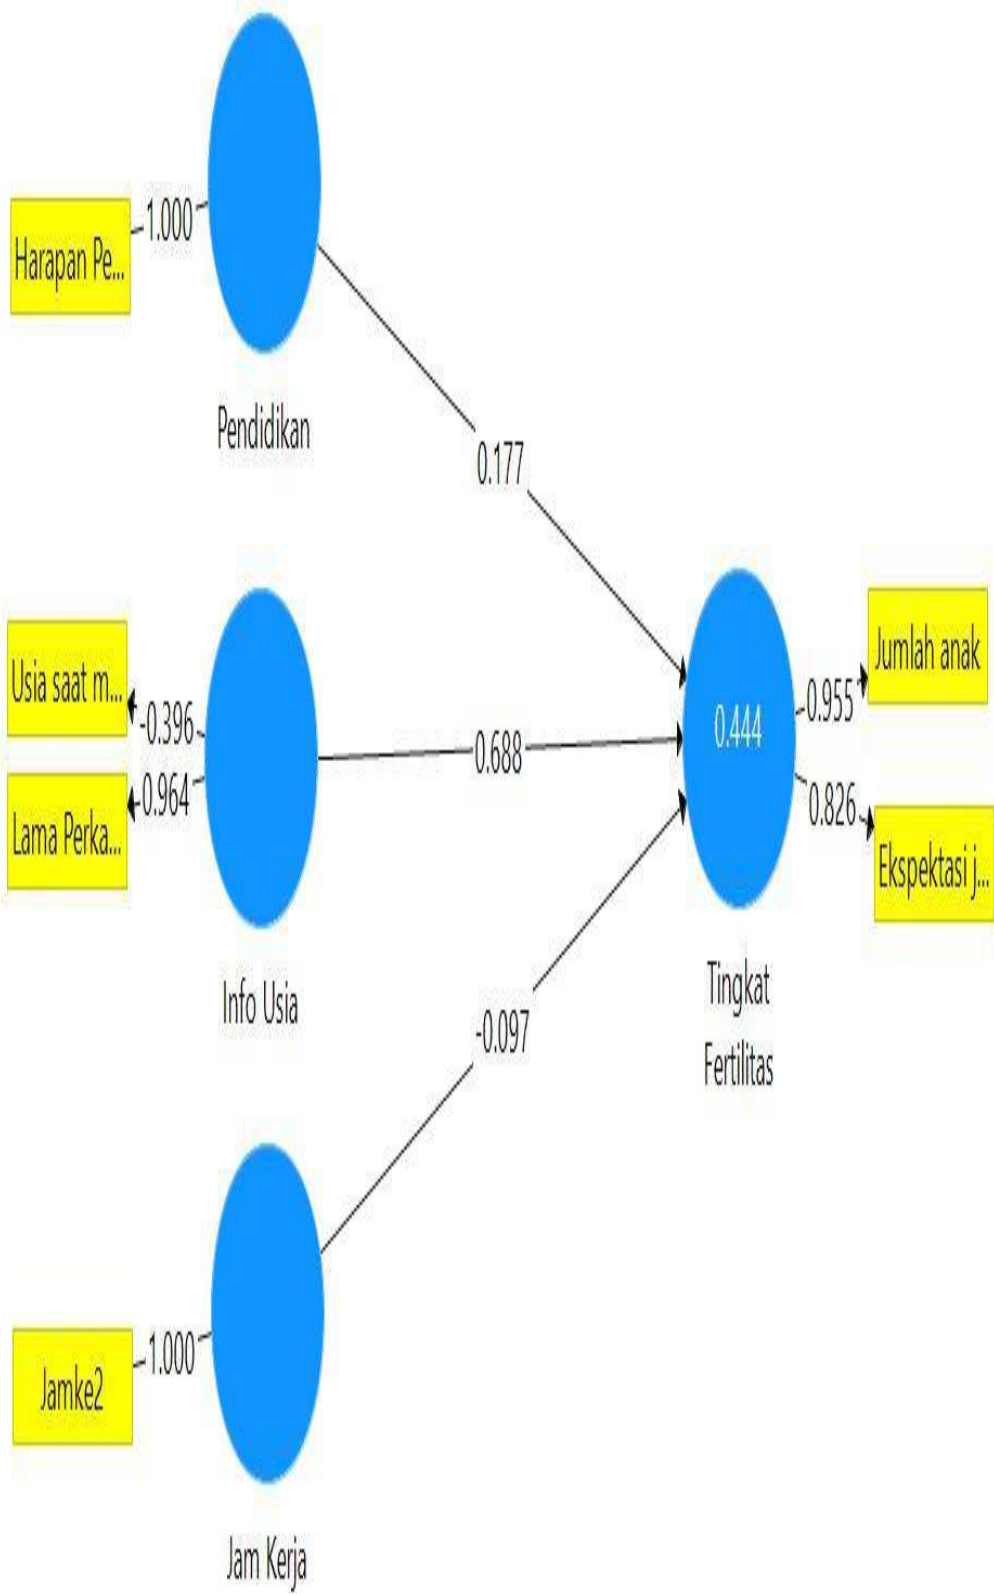 Harapan Pe...
1.000
Pendidikan
0.177
Usia saat m...
-0.396
Lama Perka...
0.964
Info Usia
0.688
Jamke2
1.000
Jam Kerja
-0.097
0.444
Tingkat
Fertilitas
0.955
Jumlah anak
0.826
Ekspektasi j...